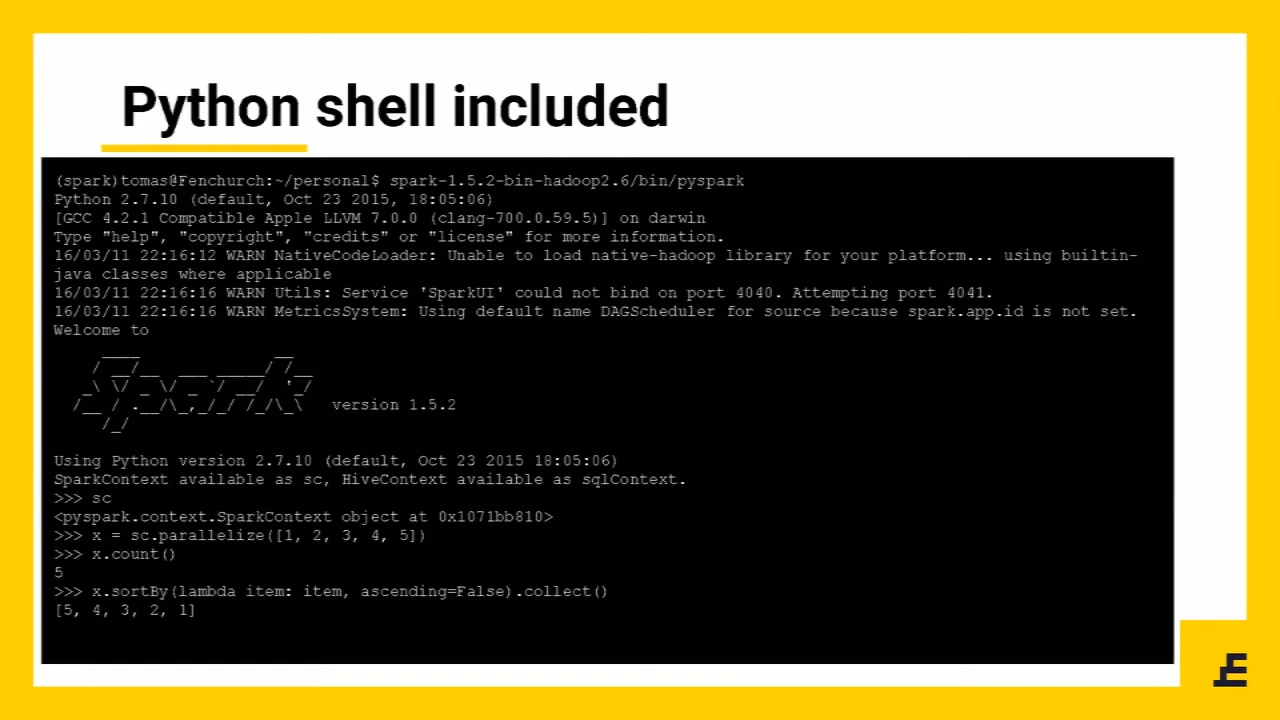 Python shell included
(spark)tomas@Fenchurch:~/personal$ spark-1.5.2-bin-hadoop2.6/bin/pyspark
Python 2.7.10 (default, Oct 23 2015, 18:05:06)
[GCC 4.2.1 Compatible Apple LLVM 7.0.0 (clang-700.0.59.5)] on darwin
Type "help", "copyright", "credits" or "license" for more information.
16/03/11 22:16:12 WARN NativeCodeLoader: Unable to load native-hadoop library for your platform... using builtin-
java classes where applicable
16/03/11 22:16:16 WARN Utils: Service 'SparkUI' could not bind on port 4040. Attempting port 4041.
16/03/11 22:16:16 WARN MetricsSystem: Using default name DAGScheduler for source because spark.app.id is not set.
Welcome to
Spark version 1.5.2
Using Python version 2.7.10 (default, Oct 23 2015 18:05:06)
SparkContext available as sc, HiveContext available as sqlContext.
>>> sc
<pyspark.context.SparkContext object at 0x1071bb810>
>>> x = sc.parallelize([1, 2, 3, 4, 5])
>>> x.count()
5
>>> x.sortBy(lambda item: item, ascending=False).collect()
[5, 4, 3, 2, 1]